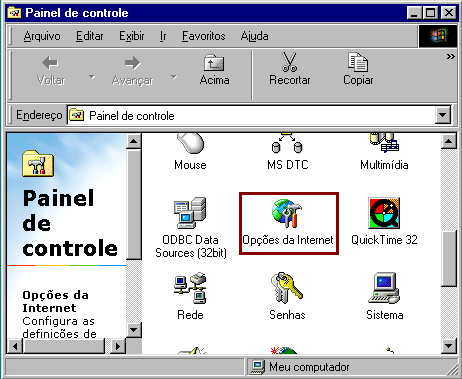 Painel de controle
Arquivo Editar Exibir Ir Favoritos Ajuda
»
Voltar Avançar Acima Recortar Copiar
Endereço Painel de controle
Painel
de
controle
Opções da
Internet
Configura as
definições de
Mouse MS DTC Multimídia
ODBC Data
Sources (32bit)
Opções da Internet
QuickTime 32
Rede Senhas Sistema
Meu computador